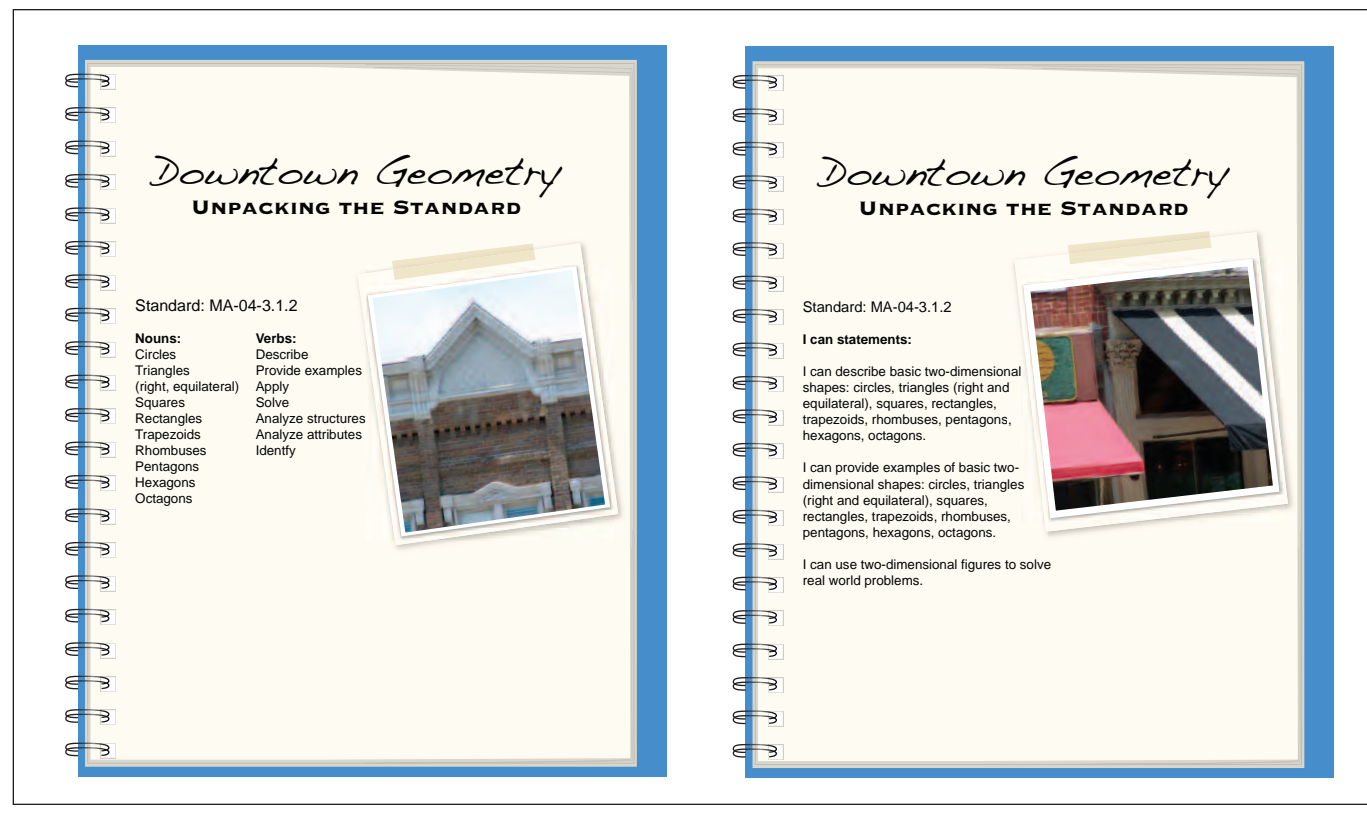 Downtown Geometry
UNPACKING THE STANDARD
Standard: MA-04-3.1.2
Nouns:
Circles
Triangles
(right, equilateral)
Squares
Rectangles
Trapezoids
Rhombuses
Pentagons
Hexagons
Octagons
Verbs:
Describe
Provide examples
Apply
Solve
Analyze structures
Analyze attributes
Identfy
Downtown Geometry
UNPACKING THE STANDARD
Standard: MA-04-3.1.2
I can statements:
I can describe basic two-dimensional
shapes: circles, triangles (right and
equilateral), squares, rectangles,
trapezoids, rhombuses, pentagons,
hexagons, octagons.
I can provide examples of basic two-
dimensional shapes: circles, triangles
(right and equilateral), squares,
rectangles, trapezoids, rhombuses,
pentagons, hexagons, octagons.
I can use two-dimensional figures to solve
real world problems.